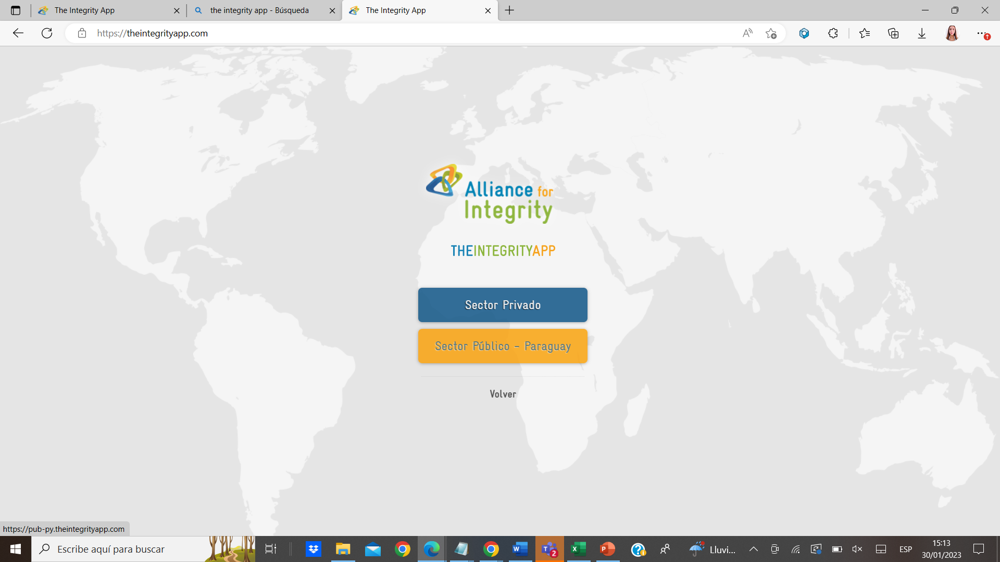 The Integrity App
the integrity app - Búsqueda
The Integrity App
https://theintegrityapp.com
Alliance for
Integrity
THEINTEGRITYAPP
Sector Privado
Sector Público - Paraguay
Volver
https://pub-py.theintegrityapp.com
Escribe aquí para buscar
2
Lluvi...
ESP
15:13
30/01/2023